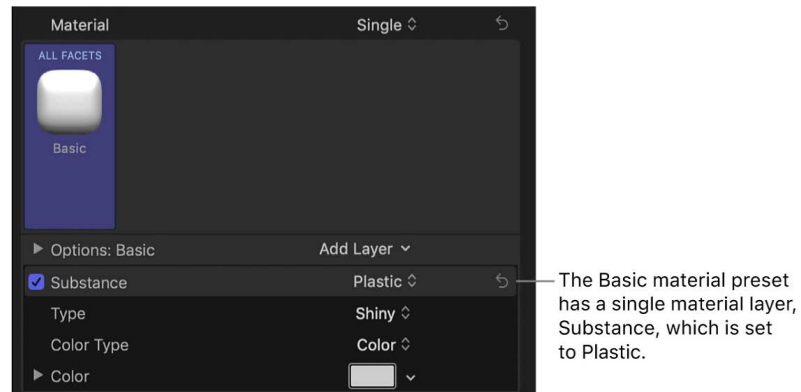 Material Single
ALL FACETS
Basic
Options: Basic Add Layer
Substance Plastic
Type Shiny
Color Type Color
Color
The Basic material preset
has a single material layer,
Substance, which is set
to Plastic.